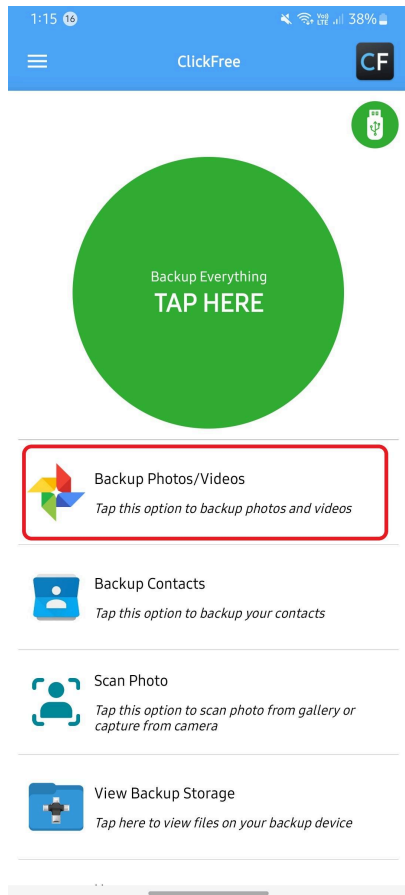 1:15 16 Vo)) LTE 38%
ClickFree CF
Backup Everything
TAP HERE
Backup Photos/Videos
Tap this option to backup photos and videos
Backup Contacts
Tap this option to backup your contacts
Scan Photo
Tap this option to scan photo from gallery or
capture from camera
View Backup Storage
Tap here to view files on your backup device